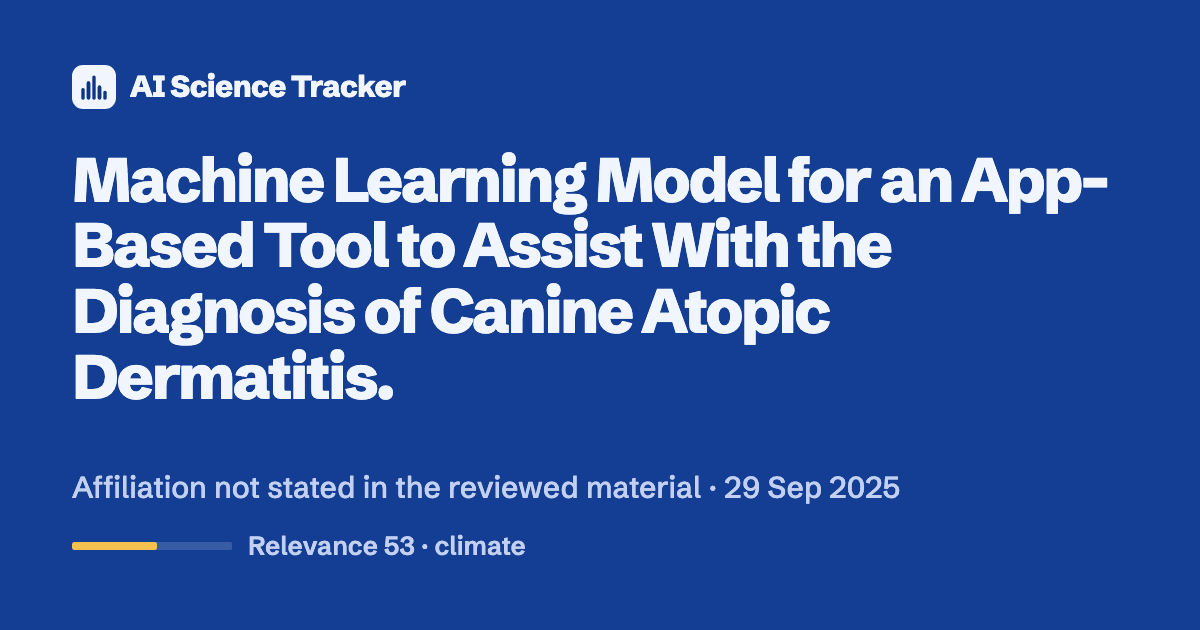 AI Science Tracker
Machine Learning Model for an App-
Based Tool to Assist With the
Diagnosis of Canine Atopic
Dermatitis.
Affiliation not stated in the reviewed material · 29 Sep 2025
Relevance 53 · climate